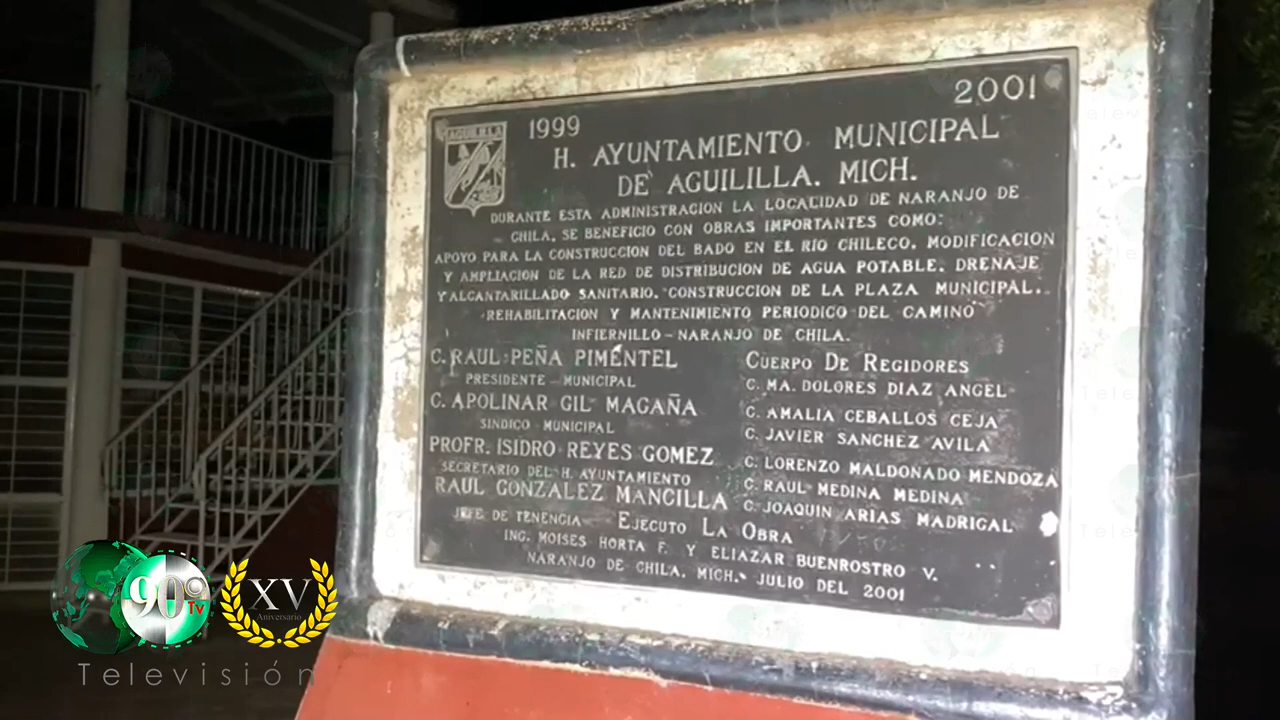 AGUILILLA
1999
2001
H. AYUNTAMIENTO MUNICIPAL
DE AGUILILLA. MICH.
DURANTE ESTA ADMINISTRACION LA LOCALIDAD DE NARANJO DE
CHILA, SE BENEFICIO CON OBRAS IMPORTANTES COMO:
APOYO PARA LA CONSTRUCCION DEL BADO EN EL RIO CHILECO. MODIFICACION
Y AMPLIACION DE LA RED DE DISTRIBUCION DE AGUA POTABLE. DRENAJE
Y ALCANTARILLADO SANITARIO. CONSTRUCCION DE LA PLAZA MUNICIPAL.
REHABILITACION Y MANTENIMIENTO PERIODICO DEL CAMINO
INFIERNILLO - NARANJO DE CHILA.
C. RAUL PEÑA PIMENTEL
PRESIDENTE MUNICIPAL
C. APOLINAR GIL MAGAÑA
SINDICO MUNICIPAL
PROFR. ISIDRO REYES GOMEZ
SECRETARIO DEL H. AYUNTAMIENTO
RAUL GONZALEZ MANCILLA
JEFE DE TENENCIA
CUERPO DE REGIDORES
C. MA. DOLORES DIAZ ANGEL
C. AMALIA CEBALLOS CEJA
C. JAVIER SANCHEZ AVILA
C. LORENZO MALDONADO MENDOZA
C. RAUL MEDINA MEDINA
C. JOAQUIN ARIAS MADRIGAL
EJECUTO LA OBRA
ING. MOISES HORTA F. Y ELIAZAR BUENROSTRO V.
NARANJO DE CHILA. MICH. JULIO DEL 2001
90° Tv
XV
Aniversario
Televisión